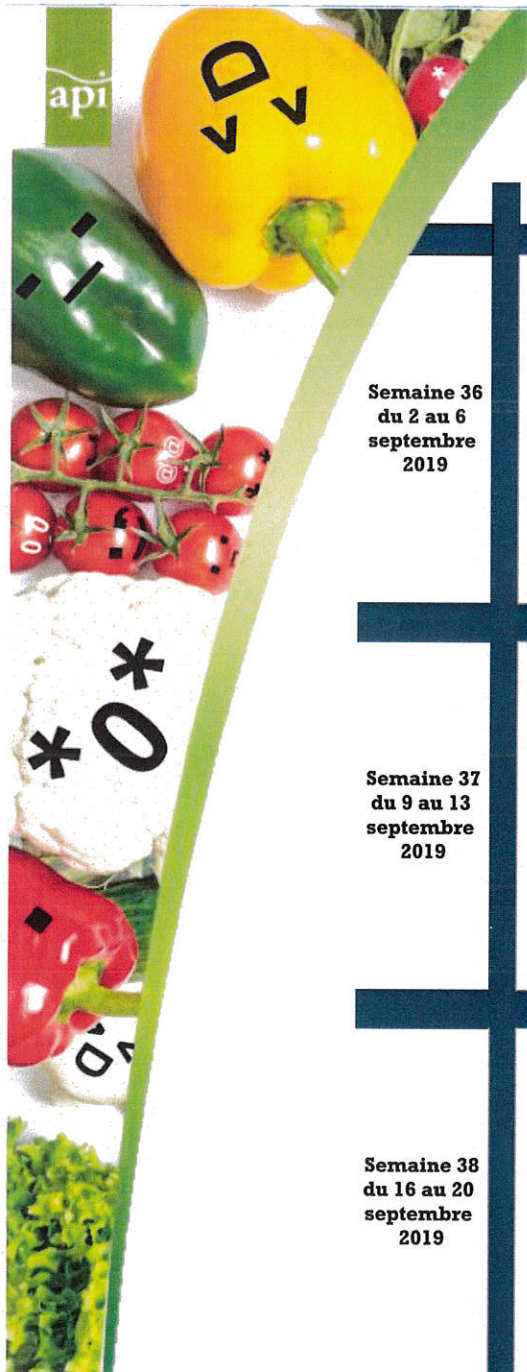 api
Semaine 36
du 2 au 6
septembre
2019
Semaine 37
du 9 au 13
septembre
2019
Semaine 38
du 16 au 20
septembre
2019